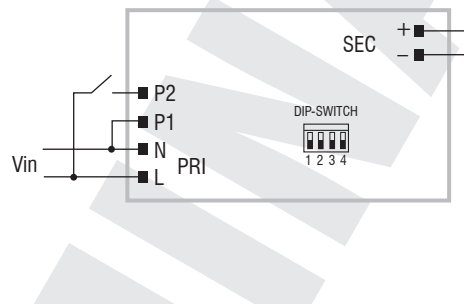 +
SEC
–
P2
DIP-SWITCH
P1
N
Vin
PRI
1 2 3 4
L